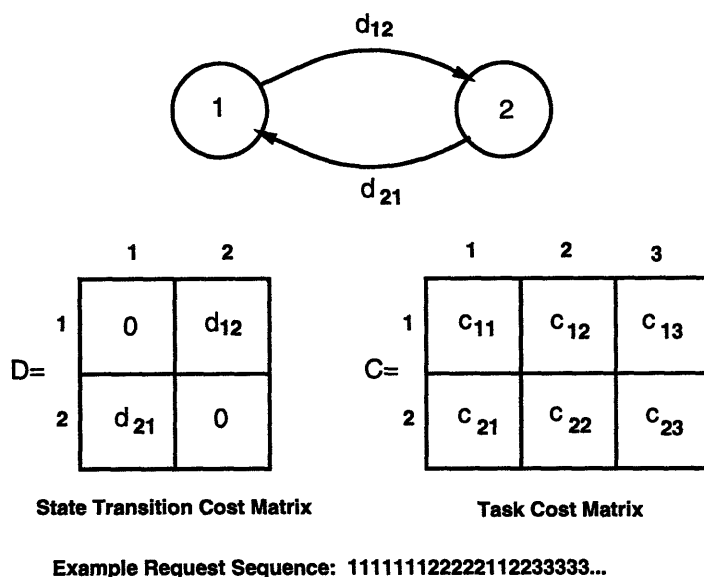 d12
1
2
d21
1 2
1 2 3
1 0 d12
1 c11 c12 c13
D=
C=
2 d21 0
2 c21 c22 c23
State Transition Cost Matrix
Task Cost Matrix
Example Request Sequence: 111111122222112233333...